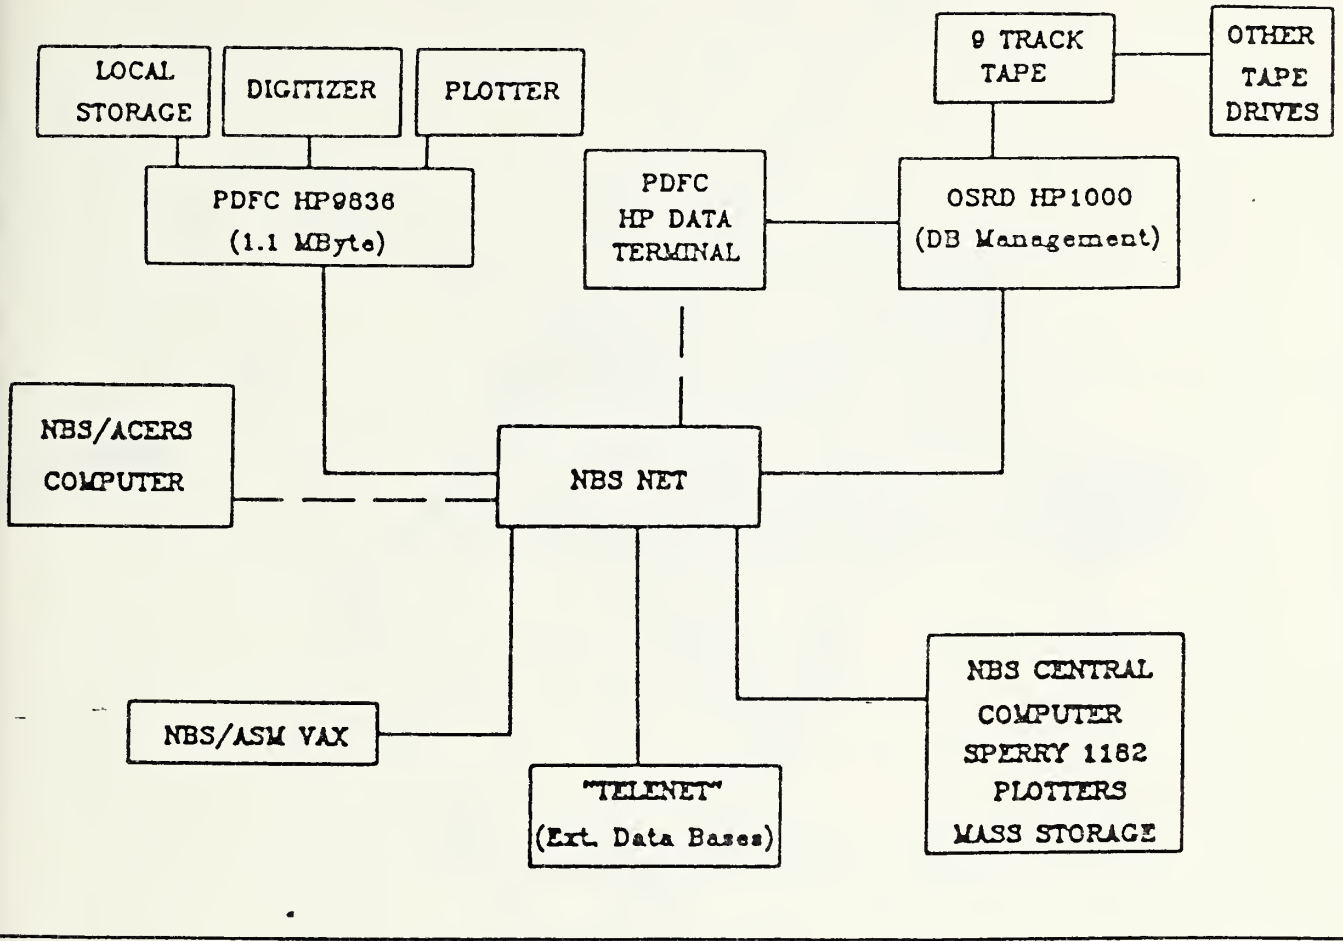 LOCAL
STORAGE
DIGITIZER
PLOTTER
9 TRACK
TAPE
OTHER
TAPE
DRIVES
PDFC HP9836
(1.1 MByte)
PDFC
HP DATA
TERMINAL
OSRD HP1000
(DB Management)
NBS/ACERS
COMPUTER
NBS NET
NBS/ASM VAX
"TELENET"
(Ext. Data Bases)
NBS CENTRAL
COMPUTER
SPERRY 1182
PLOTTERS
MASS STORAGE